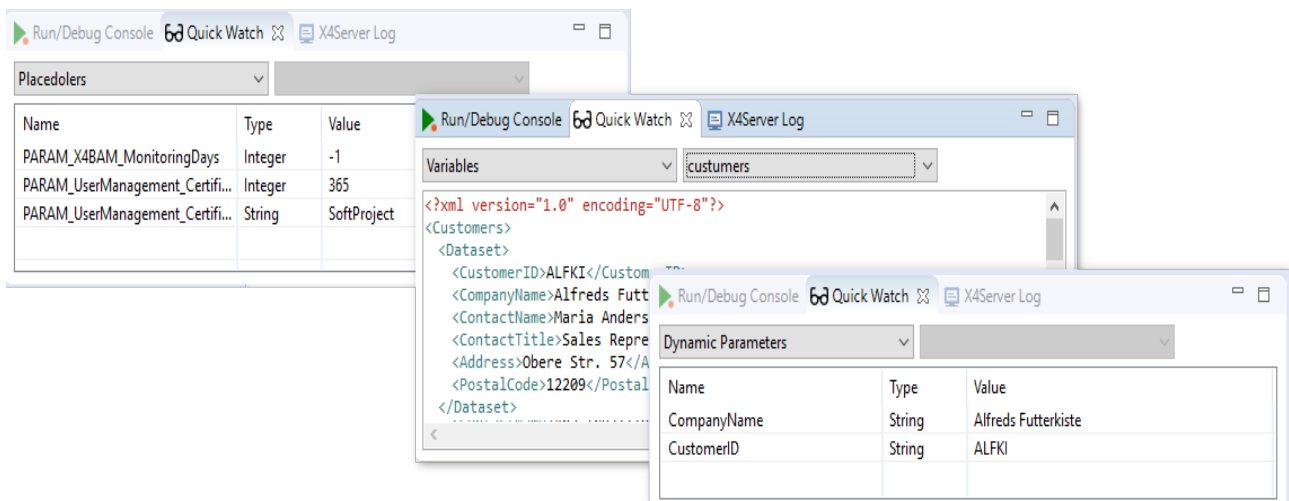 Run/Debug Console Quick Watch X4Server Log
Placedolers
Name Type Value
PARAM_X4BAM_MonitoringDays Integer -1
PARAM_UserManagement_Certifi... Integer 365
PARAM_UserManagement_Certifi... String SoftProject
Run/Debug Console Quick Watch X4Server Log
Variables custumers
<?xml version="1.0" encoding="UTF-8"?>
<Customers>
<Dataset>
<CustomerID>ALFKI</Custom
<CompanyName>Alfreds Futt
<ContactName>Maria Anders
<ContactTitle>Sales Repre
<Address>Obere Str. 57</A
<PostalCode>12209</Postal
</Dataset>
Run/Debug Console Quick Watch X4Server Log
Dynamic Parameters
Name Type Value
CompanyName String Alfreds Futterkiste
CustomerID String ALFKI